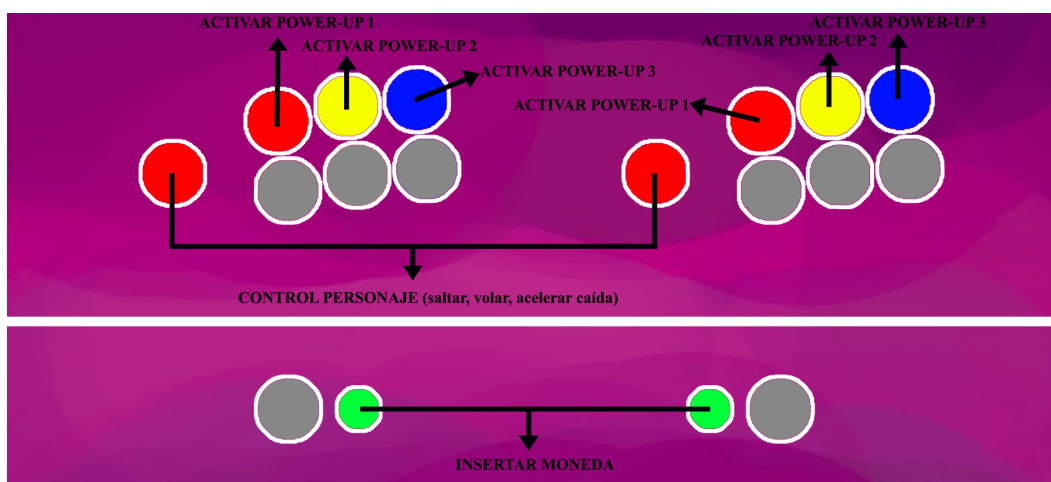 ACTIVAR POWER-UP 1
ACTIVAR POWER-UP 2
ACTIVAR POWER-UP 3
ACTIVAR POWER-UP 3
ACTIVAR POWER-UP 2
ACTIVAR POWER-UP 1
CONTROL PERSONAJE (saltar, volar, acelerar caída)
INSERTAR MONEDA